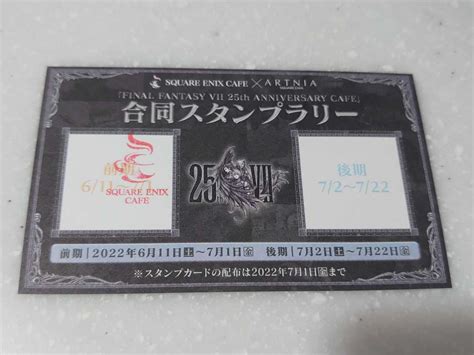 SQUARE ENIX CAFE × ARTNIA
「FINAL FANTASY VII 25th ANNIVERSARY CAFE」
合同スタンプラリー
前期
6/11～7/1
SQUARE ENIX
CAFE
25 VII
後期
7/2～7/22
前期｜2022年6月11日土～7月1日金 後期｜7月2日土～7月22日金
※スタンプカードの配布は2022年7月1日金まで